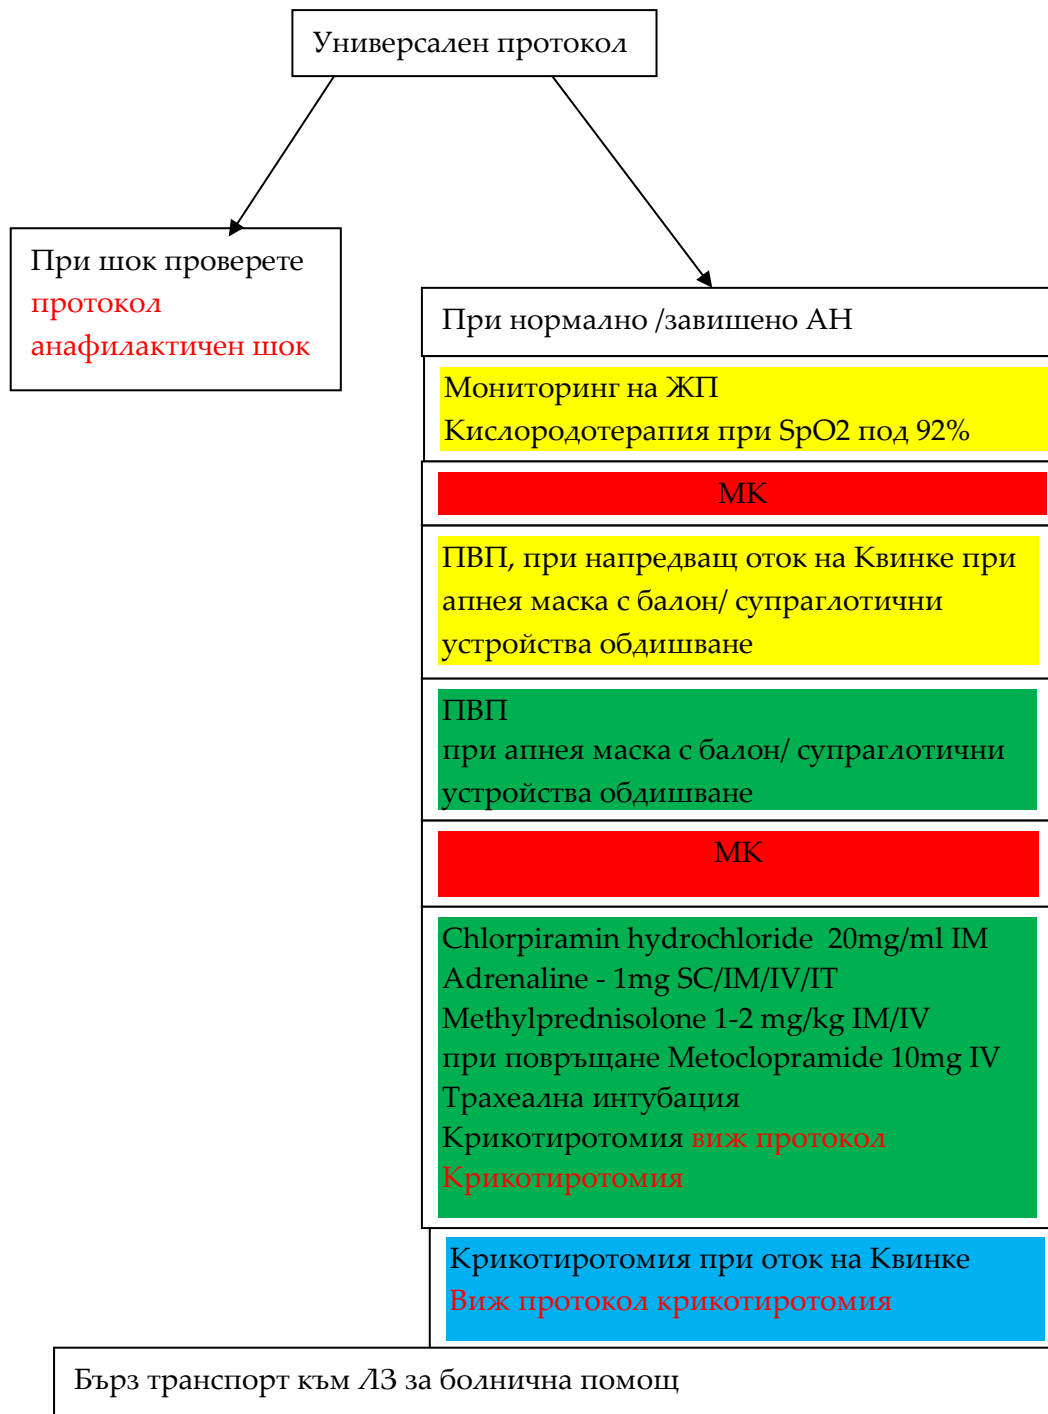 Универсален протокол
При шок проверете
протокол
анафилактичен шок
При нормално /завишено АН
Мониторинг на ЖП
Кислородотерапия при SpO2 под 92%
МК
ПВП, при напредващ оток на Квинке при
апнея маска с балон/ супраглотични
устройства обдишване
ПВП
при апнея маска с балон/ супраглотични
устройства обдишване
МК
Chlorpiramin hydrochloride 20mg/ml IM
Adrenaline - 1mg SC/IM/IV/IT
Methylprednisolone 1-2 mg/kg IM/IV
при повръщане Metoclopramide 10mg IV
Трахеална интубация
Крикотиротомия виж протокол
Крикотиротомия
Крикотиротомия при оток на Квинке
Виж протокол крикотиротомия
Бърз транспорт към ЛЗ за болнична помощ